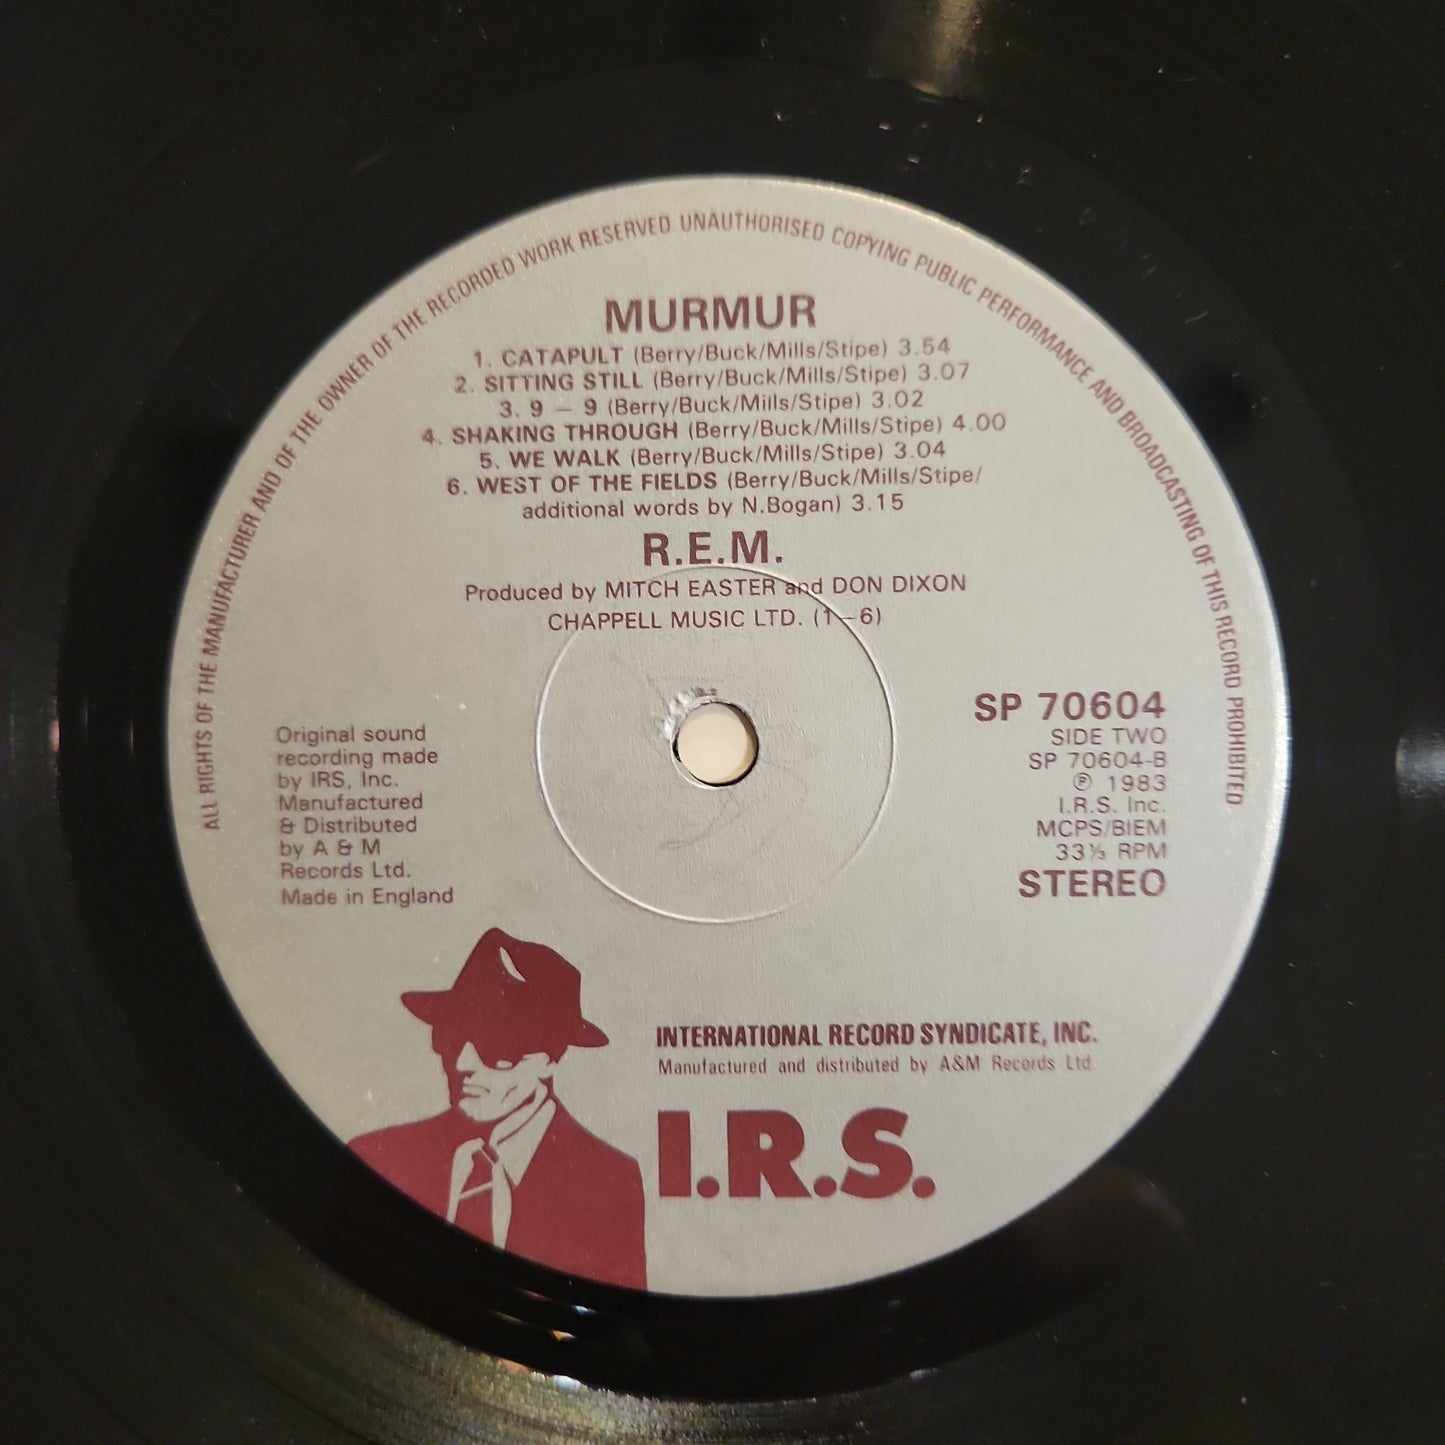 ALL RIGHTS OF THE MANUFACTURER AND OF THE OWNER OF THE RECORDED WORK RESERVED UNAUTHORISED COPYING PUBLIC PERFORMANCE AND BROADCASTING OF THIS RECORD PROHIBITED
MURMUR
1. CATAPULT (Berry/Buck/Mills/Stipe) 3.54
2. SITTING STILL (Berry/Buck/Mills/Stipe) 3.07
3. 9 – 9 (Berry/Buck/Mills/Stipe) 3.02
4. SHAKING THROUGH (Berry/Buck/Mills/Stipe) 4.00
5. WE WALK (Berry/Buck/Mills/Stipe) 3.04
6. WEST OF THE FIELDS (Berry/Buck/Mills/Stipe/
additional words by N.Bogan) 3.15
R.E.M.
Produced by MITCH EASTER and DON DIXON
CHAPPELL MUSIC LTD. (1–6)
Original sound
recording made
by IRS, Inc.
Manufactured
& Distributed
by A & M
Records Ltd.
Made in England
SP 70604
SIDE TWO
SP 70604-B
℗ 1983
I.R.S. Inc.
MCPS/BIEM
33⅓ RPM
STEREO
INTERNATIONAL RECORD SYNDICATE, INC.
Manufactured and distributed by A&M Records Ltd.
I.R.S.